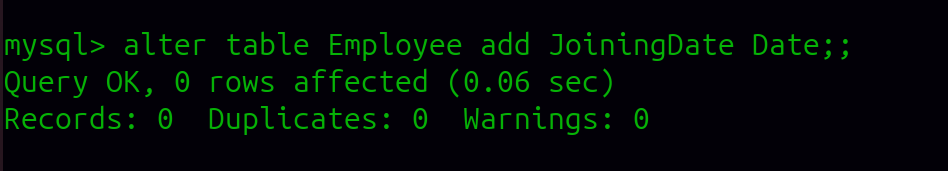 mysql> alter table Employee add JoiningDate Date;;
Query OK, 0 rows affected (0.06 sec)
Records: 0  Duplicates: 0  Warnings: 0